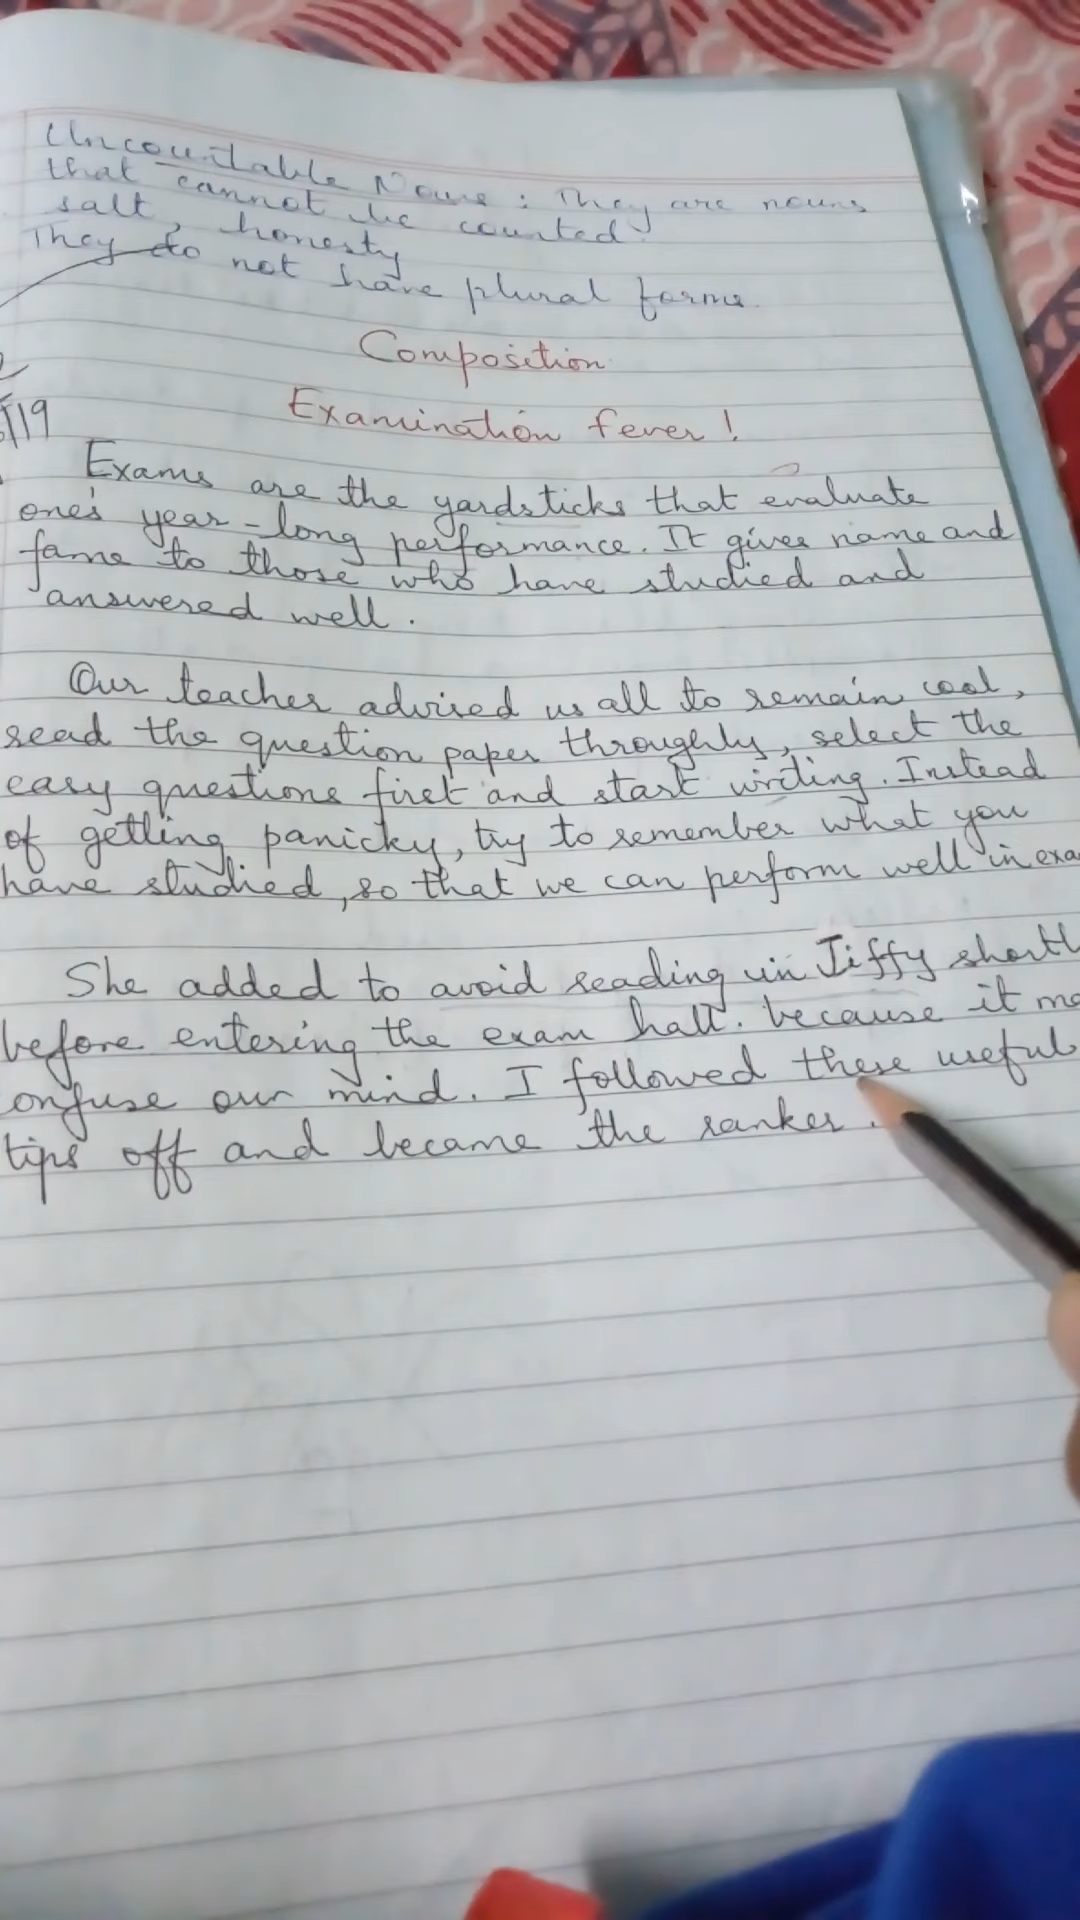 Uncountable Nouns : They are nouns
that cannot be counted.
salt, honesty
They do not have plural forms.
Composition
Examination fever !
/19
Exams are the yardsticks that evaluate
one's year-long performance. It gives name and
fame to those who have studied and
answered well.
Our teacher advised us all to remain cool,
read the question paper throughly, select the
easy questions first and start writing. Instead
of getting panicky, try to remember what you
have studied, so that we can perform well in exa
She added to avoid reading in Jiffy shortl
before entering the exam hall. because it ma
onfuse our mind. I followed these useful
tips off and became the ranker.